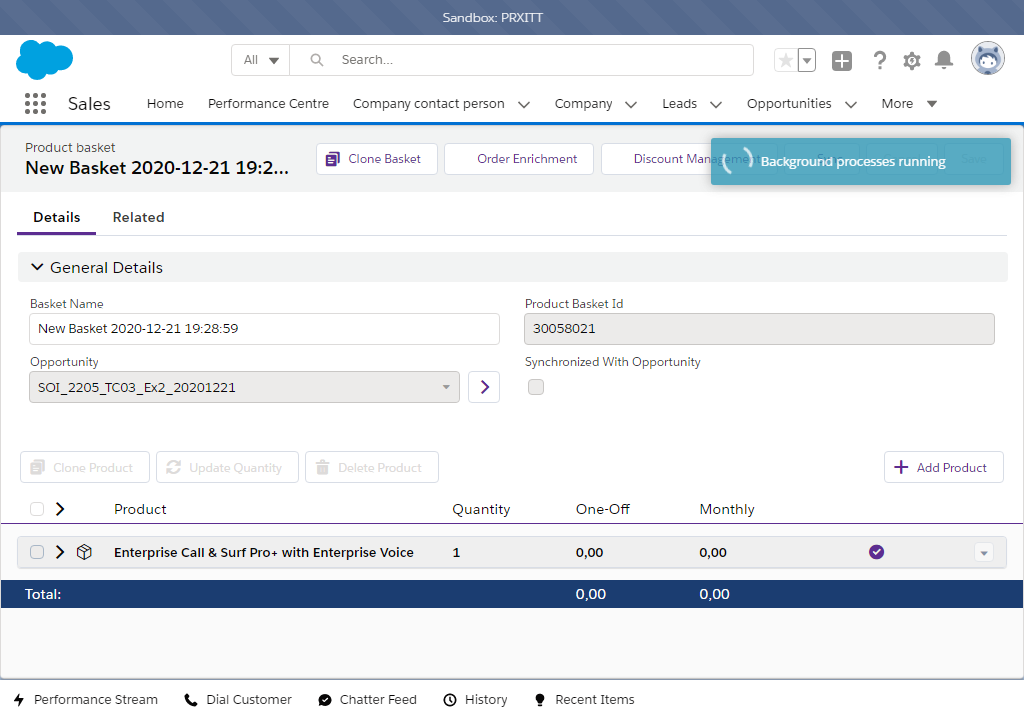 Sandbox: PRXITT
All
Search...
Sales
Home
Performance Centre
Company contact person
Company
Leads
Opportunities
More
Product basket
New Basket 2020-12-21 19:2...
Clone Basket
Order Enrichment
Discount Management
Background processes running
Details
Related
General Details
Basket Name
Product Basket Id
New Basket 2020-12-21 19:28:59
30058021
Opportunity
Synchronized With Opportunity
SOI_2205_TC03_Ex2_20201221
Clone Product
Update Quantity
Delete Product
Add Product
Product Quantity One-Off Monthly
Enterprise Call & Surf Pro+ with Enterprise Voice 1 0,00 0,00
Total: 0,00 0,00
Performance Stream
Dial Customer
Chatter Feed
History
Recent Items